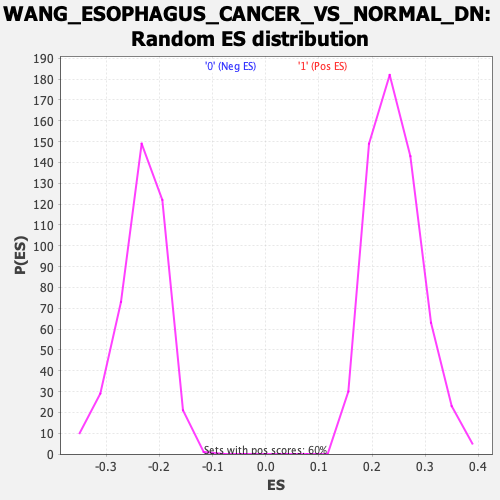 WANG_ESOPHAGUS_CANCER_VS_NORMAL_DN:
Random ES distribution
'0' (Neg ES) '1' (Pos ES)
190
180
170
160
150
140
130
120
110
100
90
80
70
60
50
40
30
20
10
0
P(ES)
Sets with pos scores: 60%
-0.3 -0.2 -0.1 0.0 0.1 0.2 0.3 0.4
ES